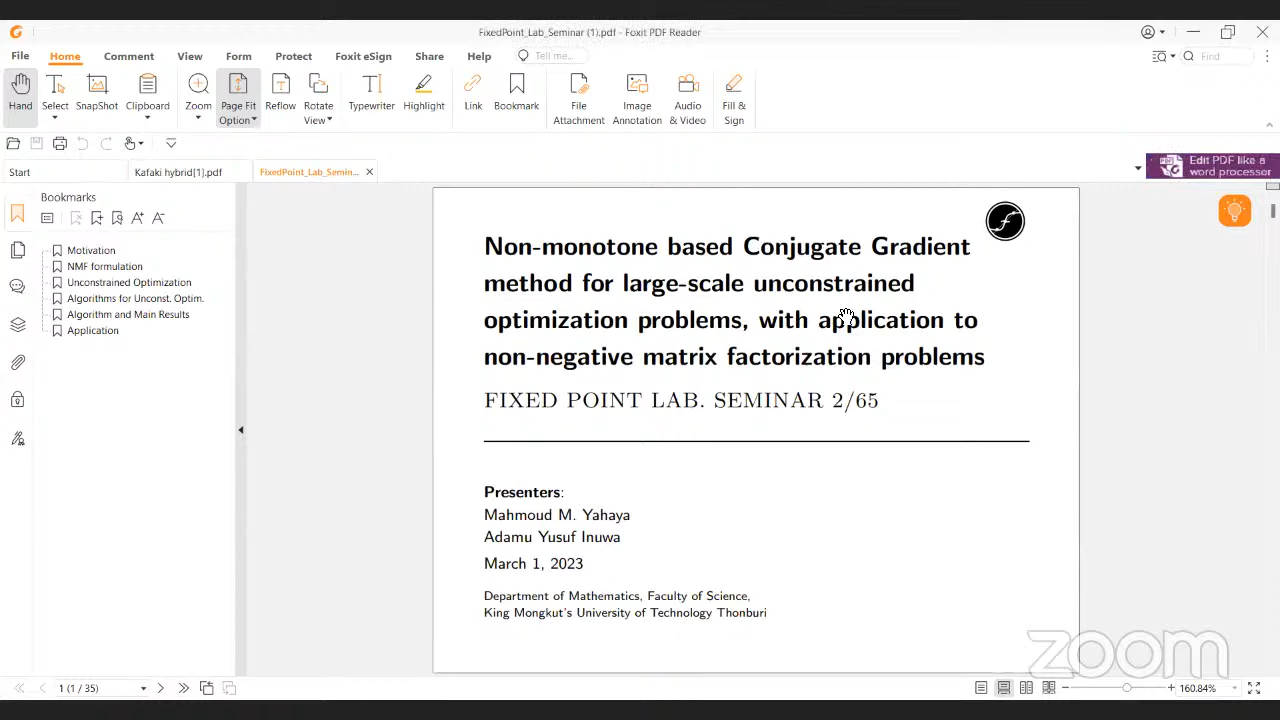 FixedPoint_Lab_Seminar (1).pdf - Foxit PDF Reader
File Home Comment View Form Protect Foxit eSign Share Help Tell me... Find
Hand Select SnapShot Clipboard Zoom Page Fit Option Reflow Rotate View Typewriter Highlight Link Bookmark File Attachment Image Annotation Audio & Video Fill & Sign
Start Kafaki hybrid[1].pdf FixedPoint_Lab_Semin...
Edit PDF like a
word processor
Bookmarks
Motivation
NMF formulation
Unconstrained Optimization
Algorithms for Unconst. Optim.
Algorithm and Main Results
Application
Non-monotone based Conjugate Gradient
method for large-scale unconstrained
optimization problems, with application to
non-negative matrix factorization problems
FIXED POINT LAB. SEMINAR 2/65
Presenters:
Mahmoud M. Yahaya
Adamu Yusuf Inuwa
March 1, 2023
Department of Mathematics, Faculty of Science,
King Mongkut's University of Technology Thonburi
zoom
1 (1 / 35) 160.84%